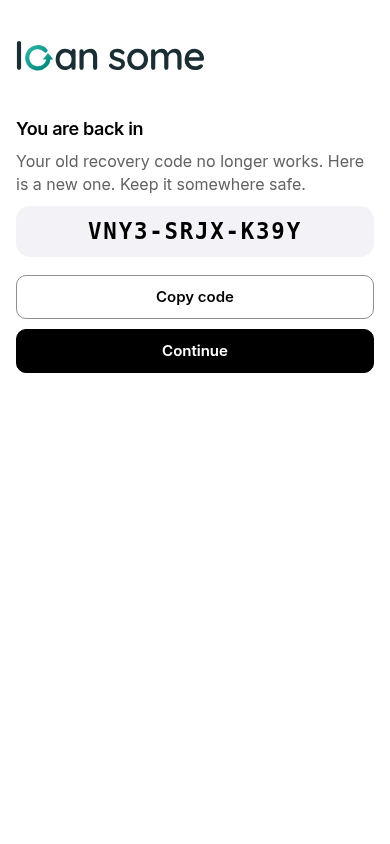 loan some
You are back in
Your old recovery code no longer works. Here
is a new one. Keep it somewhere safe.
VNY3-SRJX-K39Y
Copy code
Continue